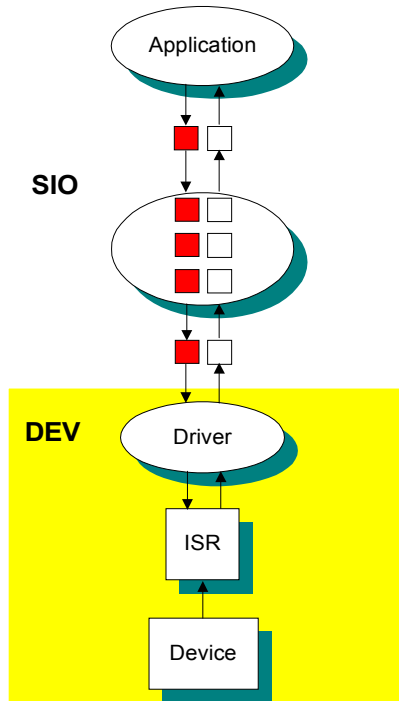 Application
SIO
DEV
Driver
ISR
Device